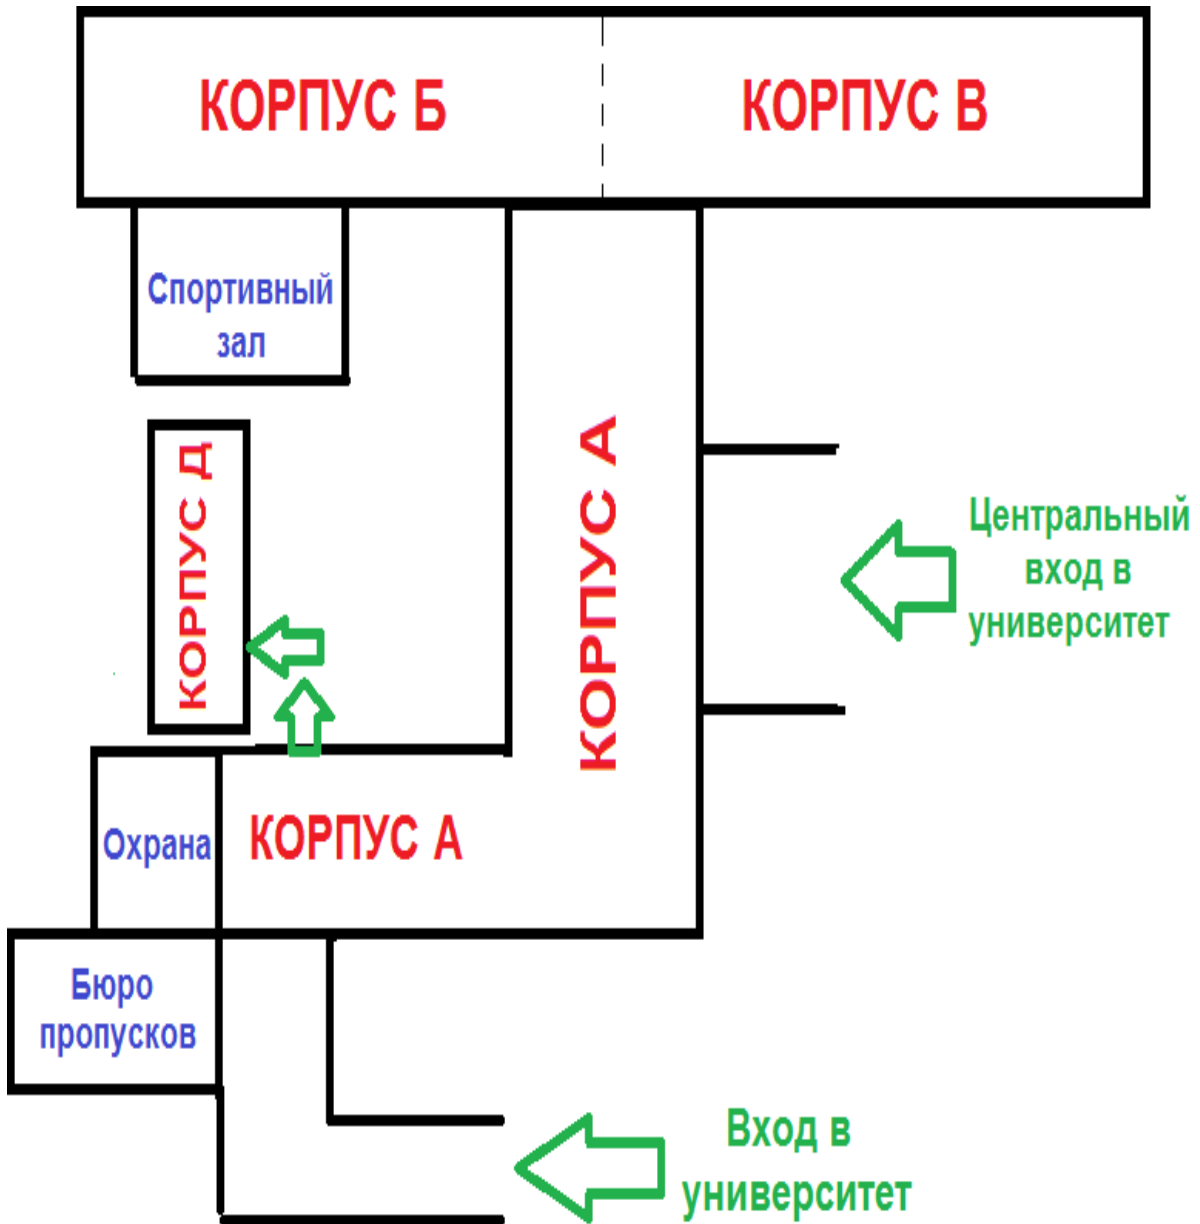 КОРПУС Б
КОРПУС В
Спортивный
зал
КОРПУС Д
КОРПУС А
Центральный
вход в
университет
Охрана
КОРПУС А
Бюро
пропусков
Вход в
университет